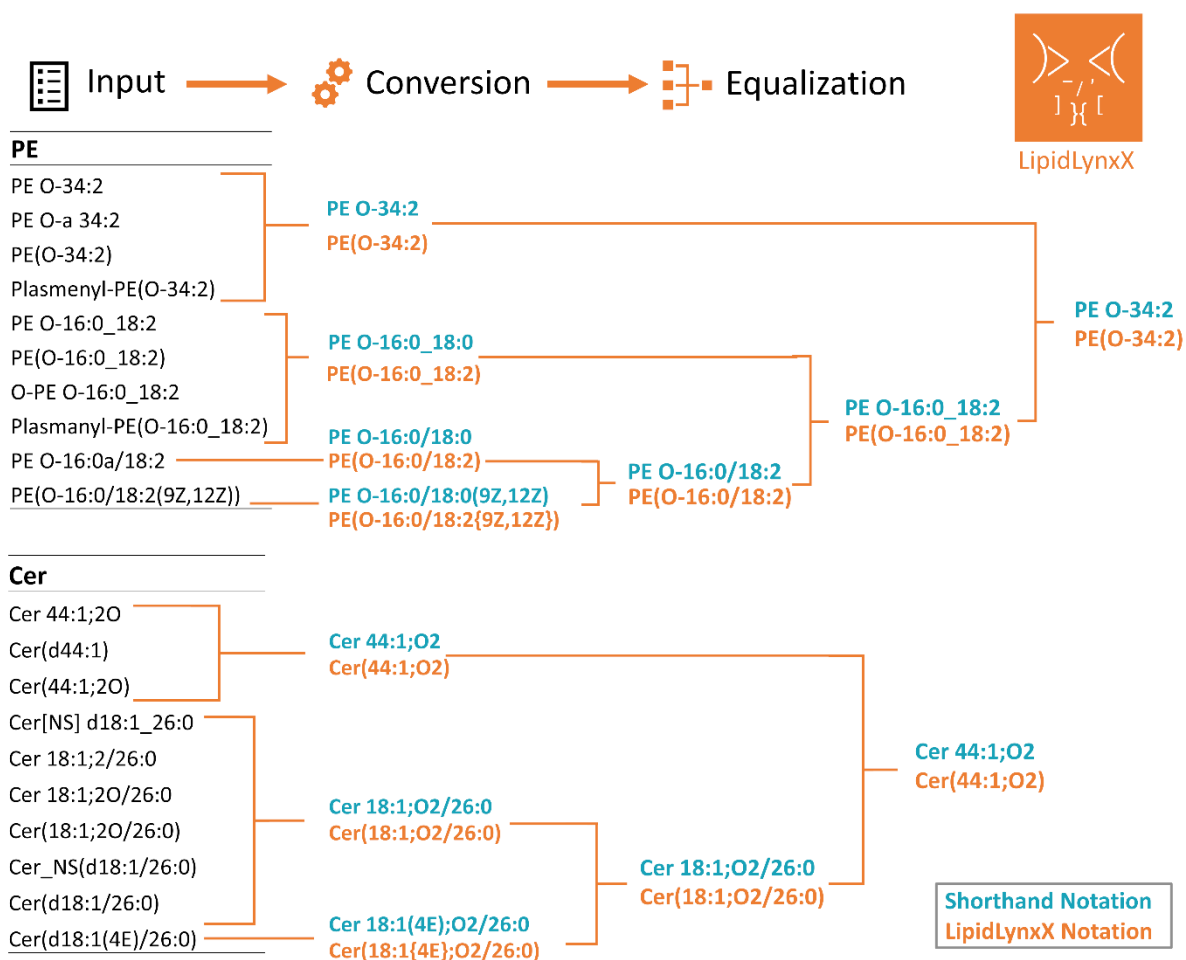 Input
Conversion
Equalization
LipidLynxX
PE
PE O-34:2
PE O-a 34:2
PE(O-34:2)
Plasmenyl-PE(O-34:2)
PE O-16:0_18:2
PE(O-16:0_18:2)
O-PE O-16:0_18:2
Plasmanyl-PE(O-16:0_18:2)
PE O-16:0a/18:2
PE(O-16:0/18:2(9Z,12Z))
PE O-34:2
PE(O-34:2)
PE O-16:0_18:0
PE(O-16:0_18:2)
PE O-16:0/18:0
PE(O-16:0/18:2)
PE O-16:0/18:0(9Z,12Z)
PE(O-16:0/18:2{9Z,12Z})
PE O-16:0/18:2
PE(O-16:0/18:2)
PE O-16:0_18:2
PE(O-16:0_18:2)
PE O-34:2
PE(O-34:2)
Cer
Cer 44:1;2O
Cer(d44:1)
Cer(44:1;2O)
Cer[NS] d18:1_26:0
Cer 18:1;2/26:0
Cer 18:1;2O/26:0
Cer(18:1;2O/26:0)
Cer_NS(d18:1/26:0)
Cer(d18:1/26:0)
Cer(d18:1(4E)/26:0)
Cer 44:1;O2
Cer(44:1;O2)
Cer 18:1;O2/26:0
Cer(18:1;O2/26:0)
Cer 18:1(4E);O2/26:0
Cer(18:1{4E};O2/26:0)
Cer 18:1;O2/26:0
Cer(18:1;O2/26:0)
Cer 44:1;O2
Cer(44:1;O2)
Shorthand Notation
LipidLynxX Notation